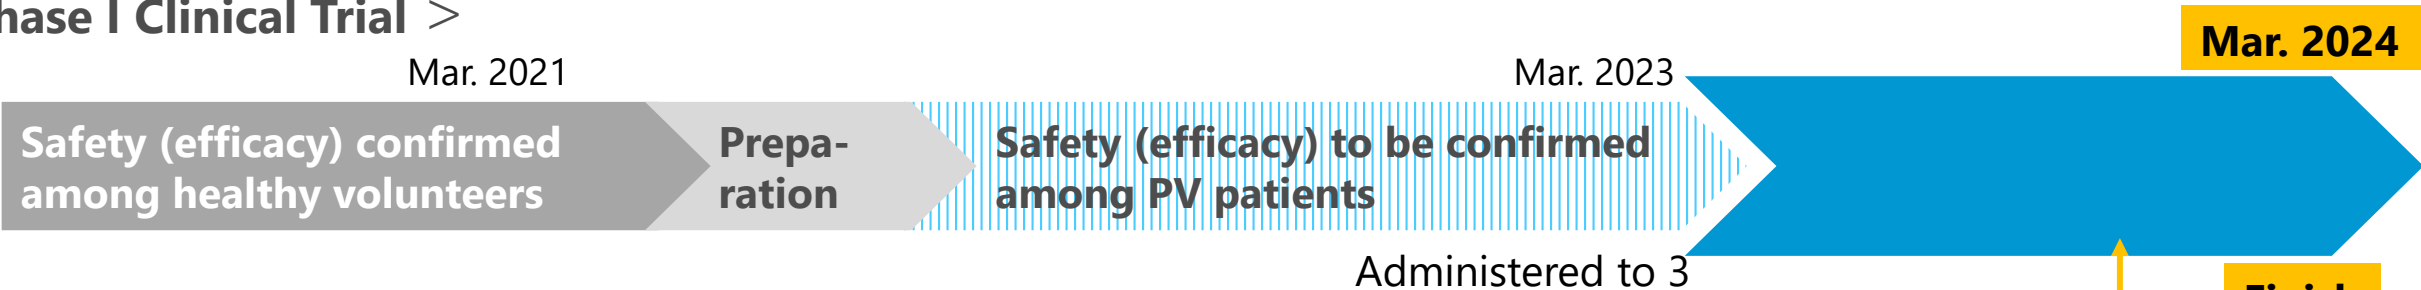 hase I Clinical Trial >
Mar. 2024
Mar. 2021
Mar. 2023
Safety (efficacy) confirmed
among healthy volunteers
Prepa-
ration
Safety (efficacy) to be confirmed
among PV patients
Administered to 3